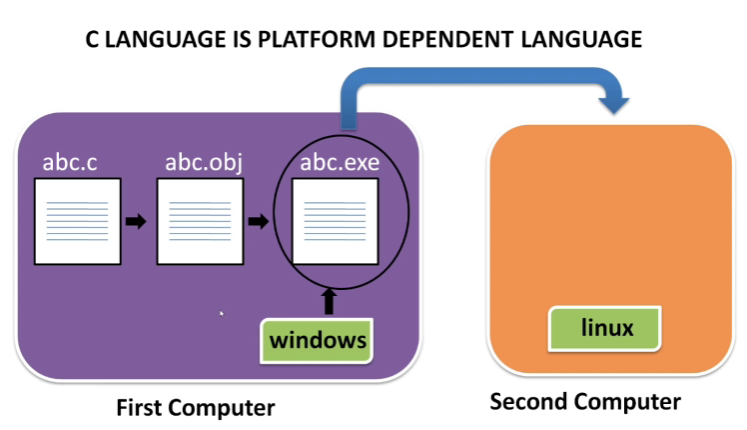 C LANGUAGE IS PLATFORM DEPENDENT LANGUAGE
abc.c
abc.obj
abc.exe
windows
linux
First Computer
Second Computer